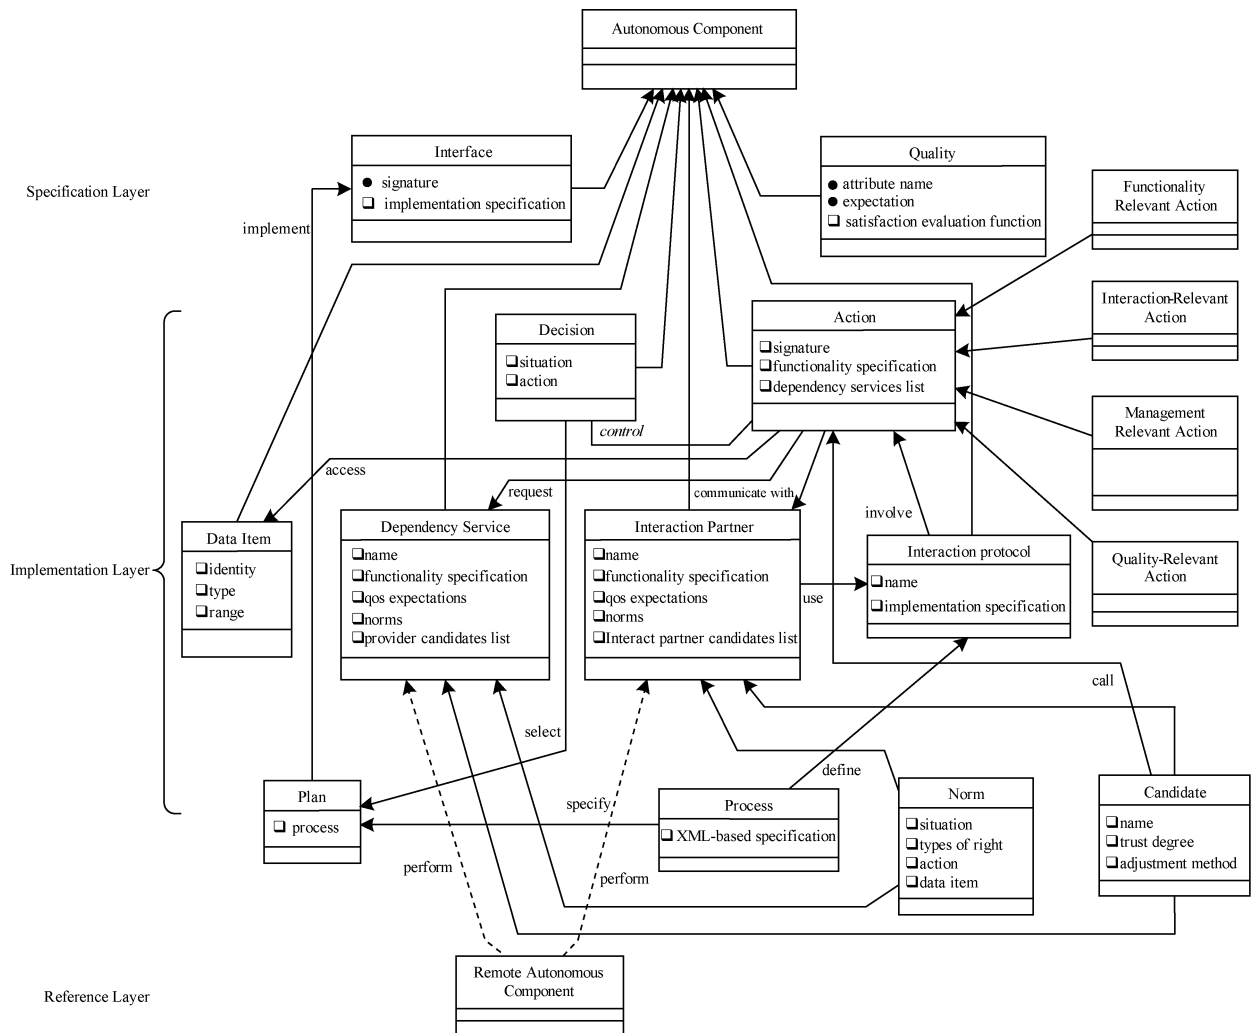 Autonomous Component
Interface
signature
implementation specification
Quality
attribute name
expectation
satisfaction evaluation function
Specification Layer
Functionality
Relevant Action
implement
Interaction-Relevant
Action
Decision
situation
action
Action
signature
functionality specification
dependency services list
control
Management
Relevant Action
access
request
communicate with
involve
Data Item
identity
type
range
Dependency Service
name
functionality specification
qos expectations
norms
provider candidates list
Interaction Partner
name
functionality specification
qos expectations
norms
Interact partner candidates list
use
Interaction protocol
name
implementation specification
Quality-Relevant
Action
Implementation Layer
call
select
define
Plan
process
specify
Process
XML-based specification
Norm
situation
types of right
action
data item
Candidate
name
trust degree
adjustment method
perform
perform
Remote Autonomous
Component
Reference Layer